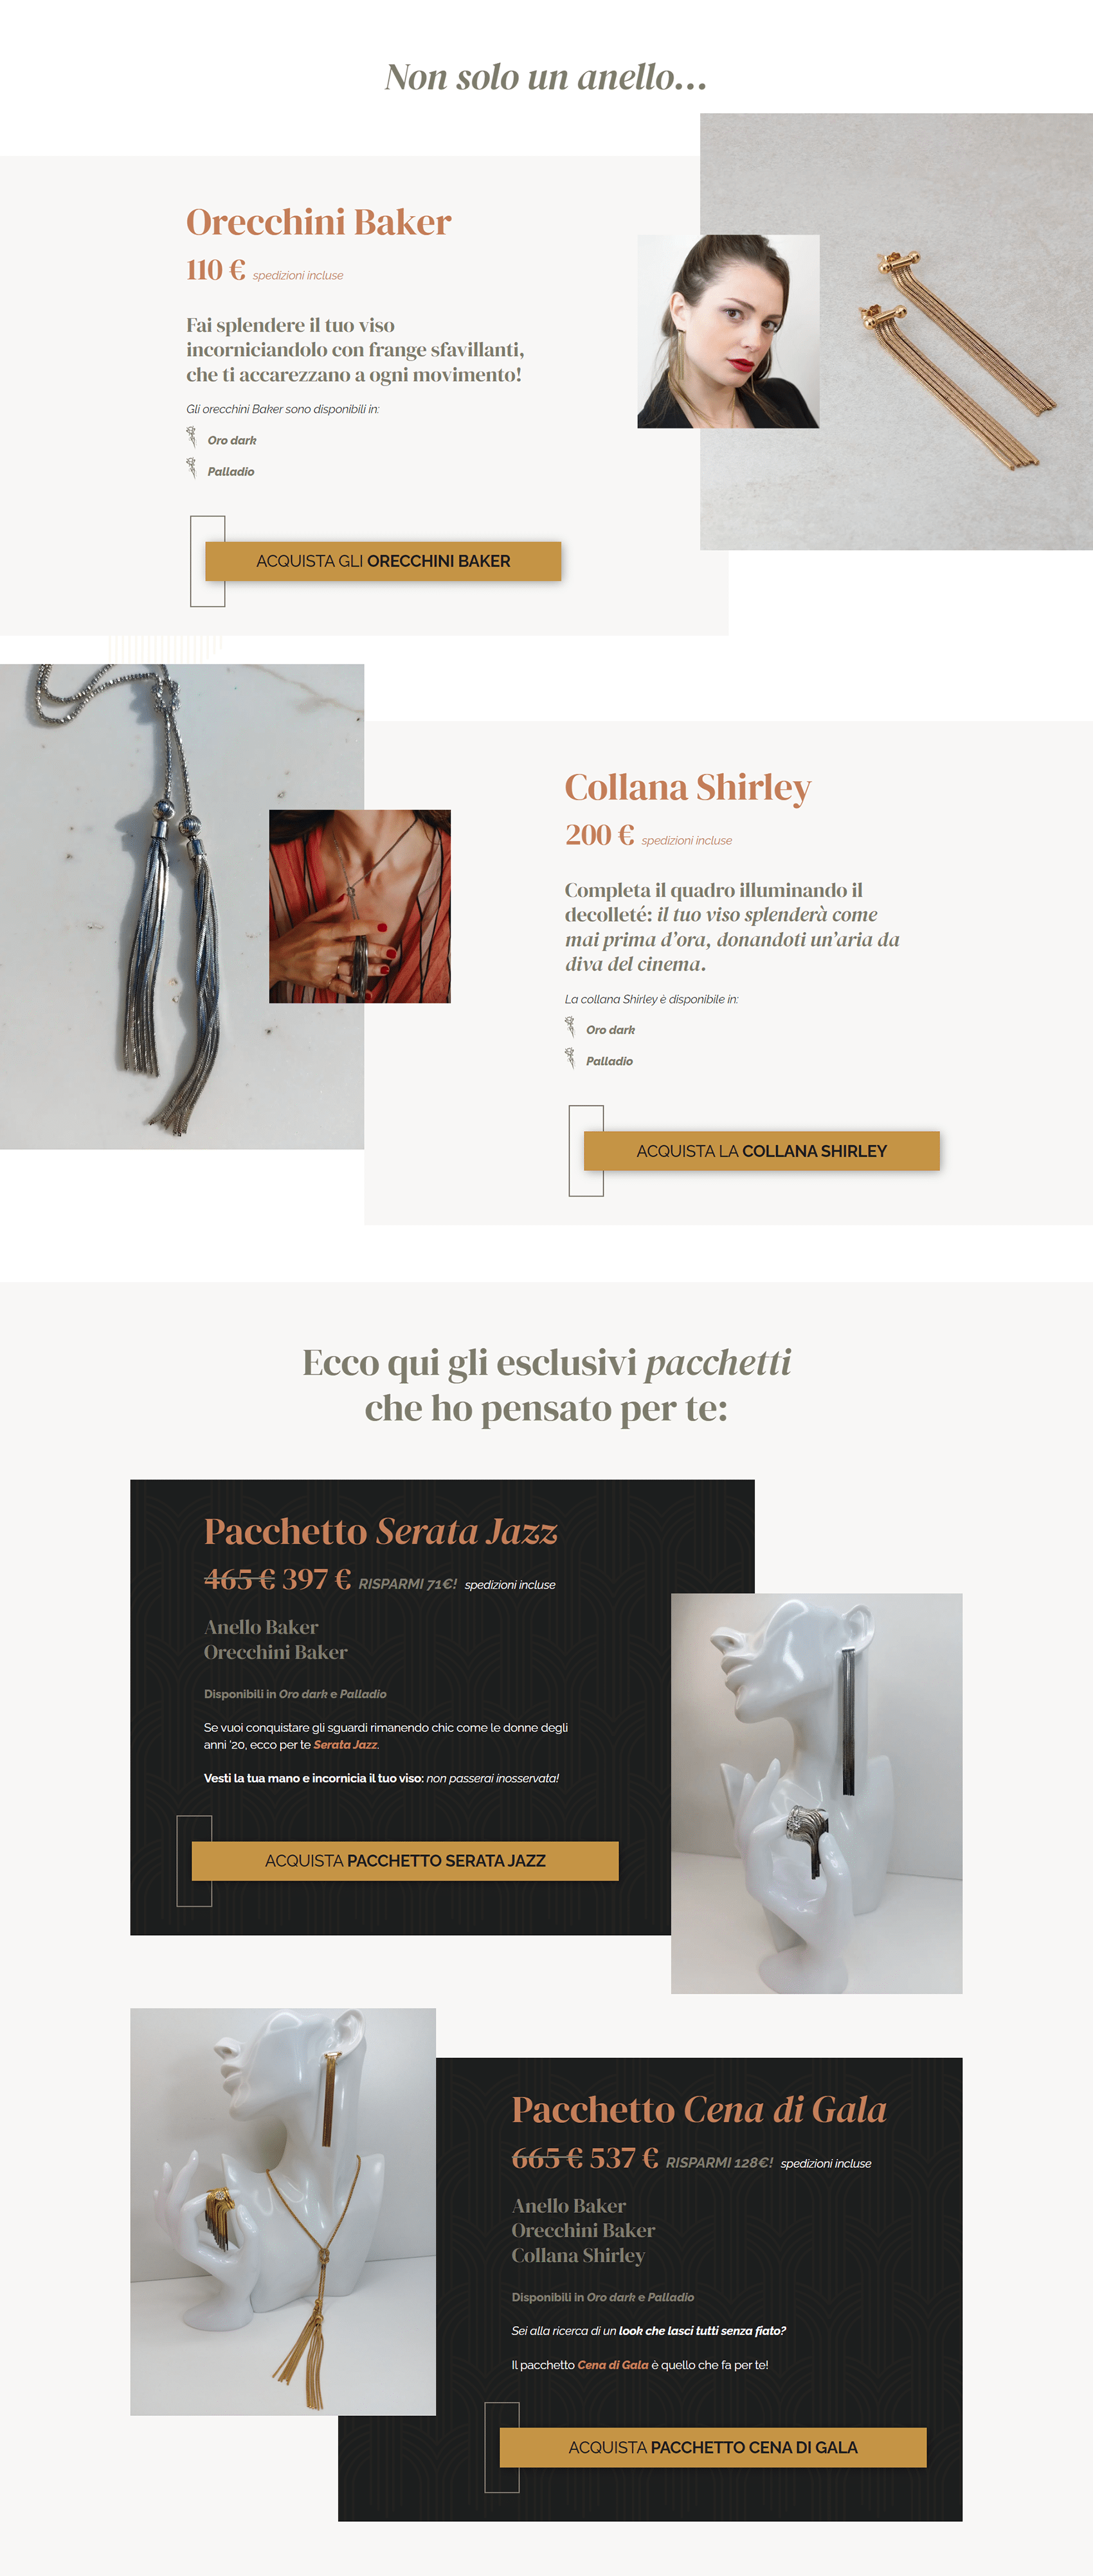 Non solo un anello...
Orecchini Baker
110 € spedizioni incluse
Fai splendere il tuo viso
incorniciandolo con frange sfavillanti,
che ti accarezzano a ogni movimento!
Gli orecchini Baker sono disponibili in:
Oro dark
Palladio
ACQUISTA GLI ORECCHINI BAKER
Collana Shirley
200 € spedizioni incluse
Completa il quadro illuminando il
decolleté: il tuo viso splenderà come
mai prima d’ora, donandoti un’aria da
diva del cinema.
La collana Shirley è disponibile in:
Oro dark
Palladio
ACQUISTA LA COLLANA SHIRLEY
Ecco qui gli esclusivi pacchetti
che ho pensato per te:
Pacchetto Serata Jazz
465 € 397 € RISPARMI 71€! spedizioni incluse
Anello Baker
Orecchini Baker
Disponibili in Oro dark e Palladio
Se vuoi conquistare gli sguardi rimanendo chic come le donne degli
anni '20, ecco per te Serata Jazz.
Vesti la tua mano e incornicia il tuo viso: non passerai inosservata!
ACQUISTA PACCHETTO SERATA JAZZ
Pacchetto Cena di Gala
665 € 537 € RISPARMI 128€! spedizioni incluse
Anello Baker
Orecchini Baker
Collana Shirley
Disponibili in Oro dark e Palladio
Sei alla ricerca di un look che lasci tutti senza fiato?
Il pacchetto Cena di Gala è quello che fa per te!
ACQUISTA PACCHETTO CENA DI GALA